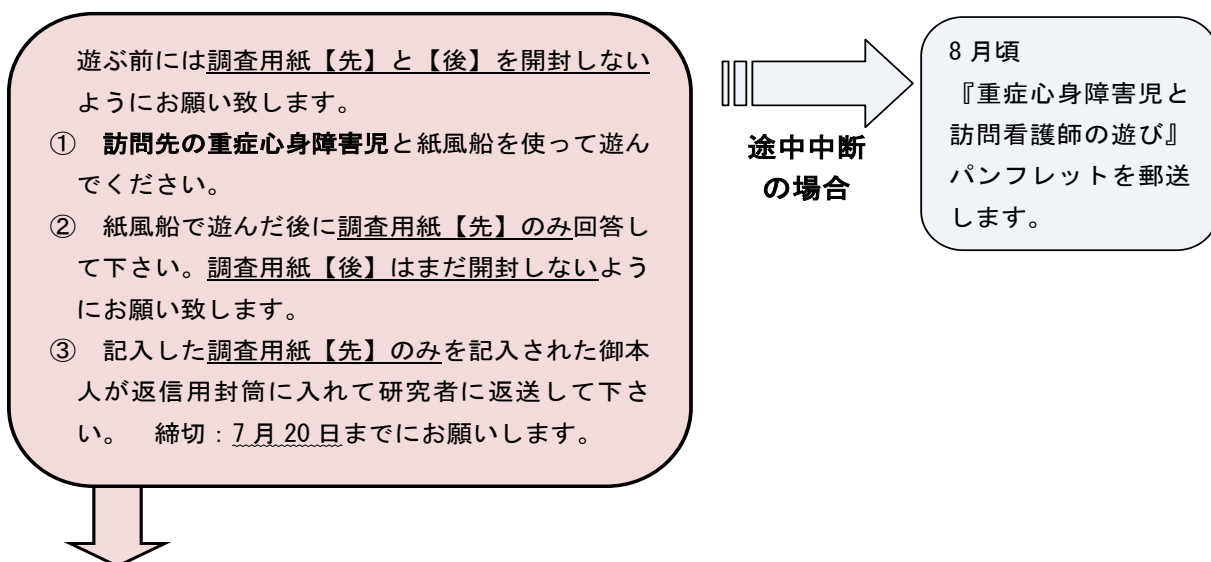 遊ぶ前には調査用紙【先】と【後】を開封しない
ようにお願い致します。
① 訪問先の重症心身障害児と紙風船を使って遊ん
でください。
② 紙風船で遊んだ後に調査用紙【先】のみ回答し
て下さい。調査用紙【後】はまだ開封しないよう
にお願い致します。
③ 記入した調査用紙【先】のみを記入された御本
人が返信用封筒に入れて研究者に返送して下さ
い。 締切：7月20日までにお願いします。
途中中断
の場合
8月頃
『重症心身障害児と
訪問看護師の遊び』
パンフレットを郵送
します。